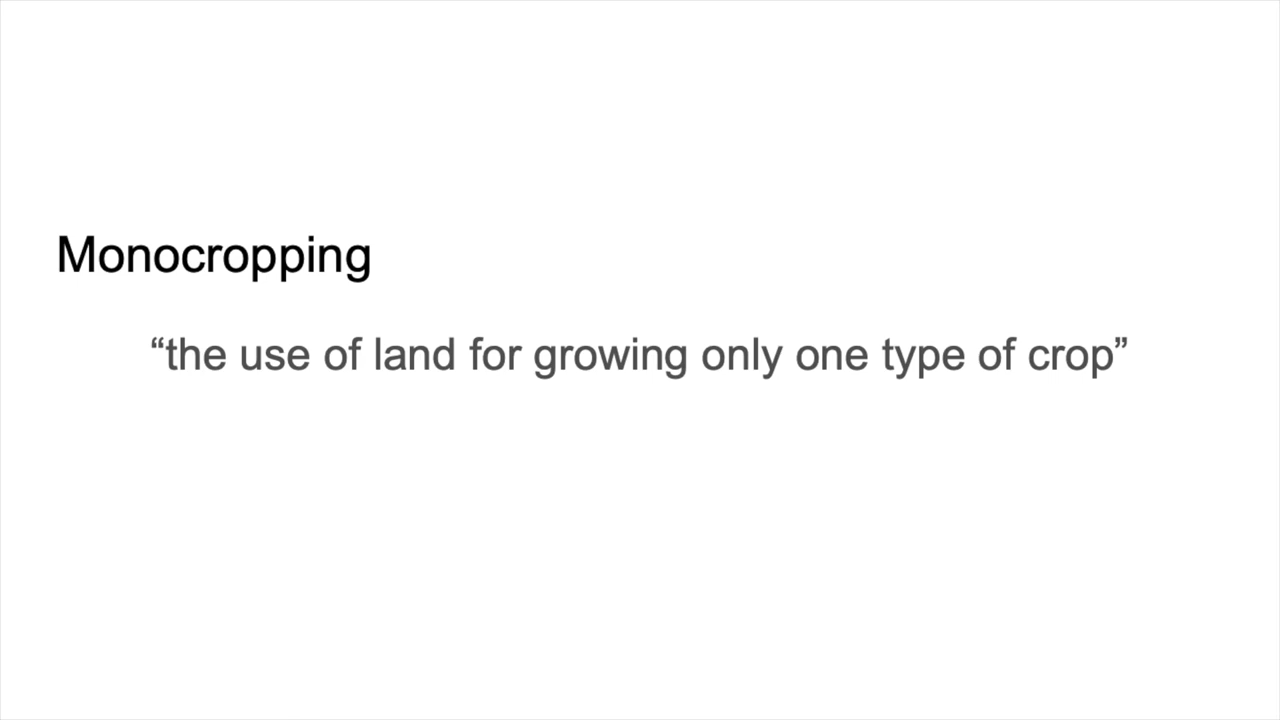 Monocropping
“the use of land for growing only one type of crop”